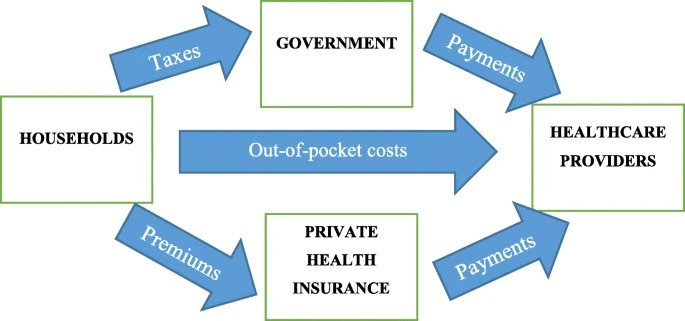 GOVERNMENT
Taxes
Payments
HOUSEHOLDS
Out-of-pocket costs
HEALTHCARE
PROVIDERS
Premiums
PRIVATE
HEALTH
INSURANCE
Payments